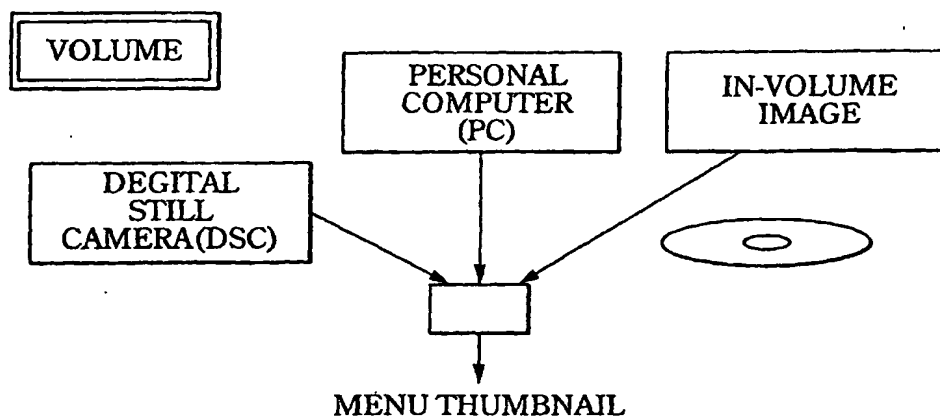 VOLUME
PERSONAL
COMPUTER
(PC)
IN-VOLUME
IMAGE
DEGITAL
STILL
CAMERA(DSC)
MENU THUMBNAIL